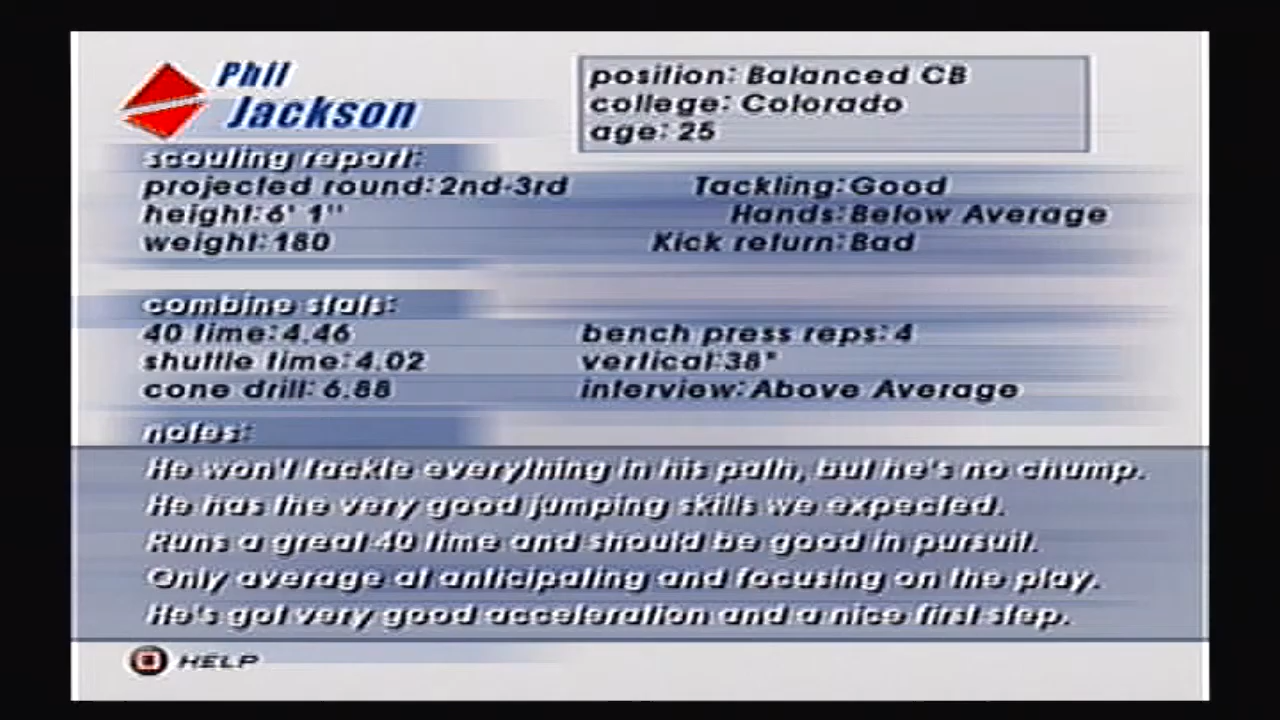 Phil
Jackson
position: Balanced CB
college: Colorado
age: 25
scouting report:
projected round: 2nd-3rd
Tackling: Good
height: 6' 1"
Hands: Below Average
weight: 180
Kick return: Bad
combine stats:
40 time: 4.46
bench press reps: 4
shuttle time: 4.02
vertical: 38"
cone drill: 6.88
interview: Above Average
notes:
He won't tackle everything in his path, but he's no chump.
He has the very good jumping skills we expected.
Runs a great 40 time and should be good in pursuit.
Only average at anticipating and focusing on the play.
He's got very good acceleration and a nice first step.
HELP